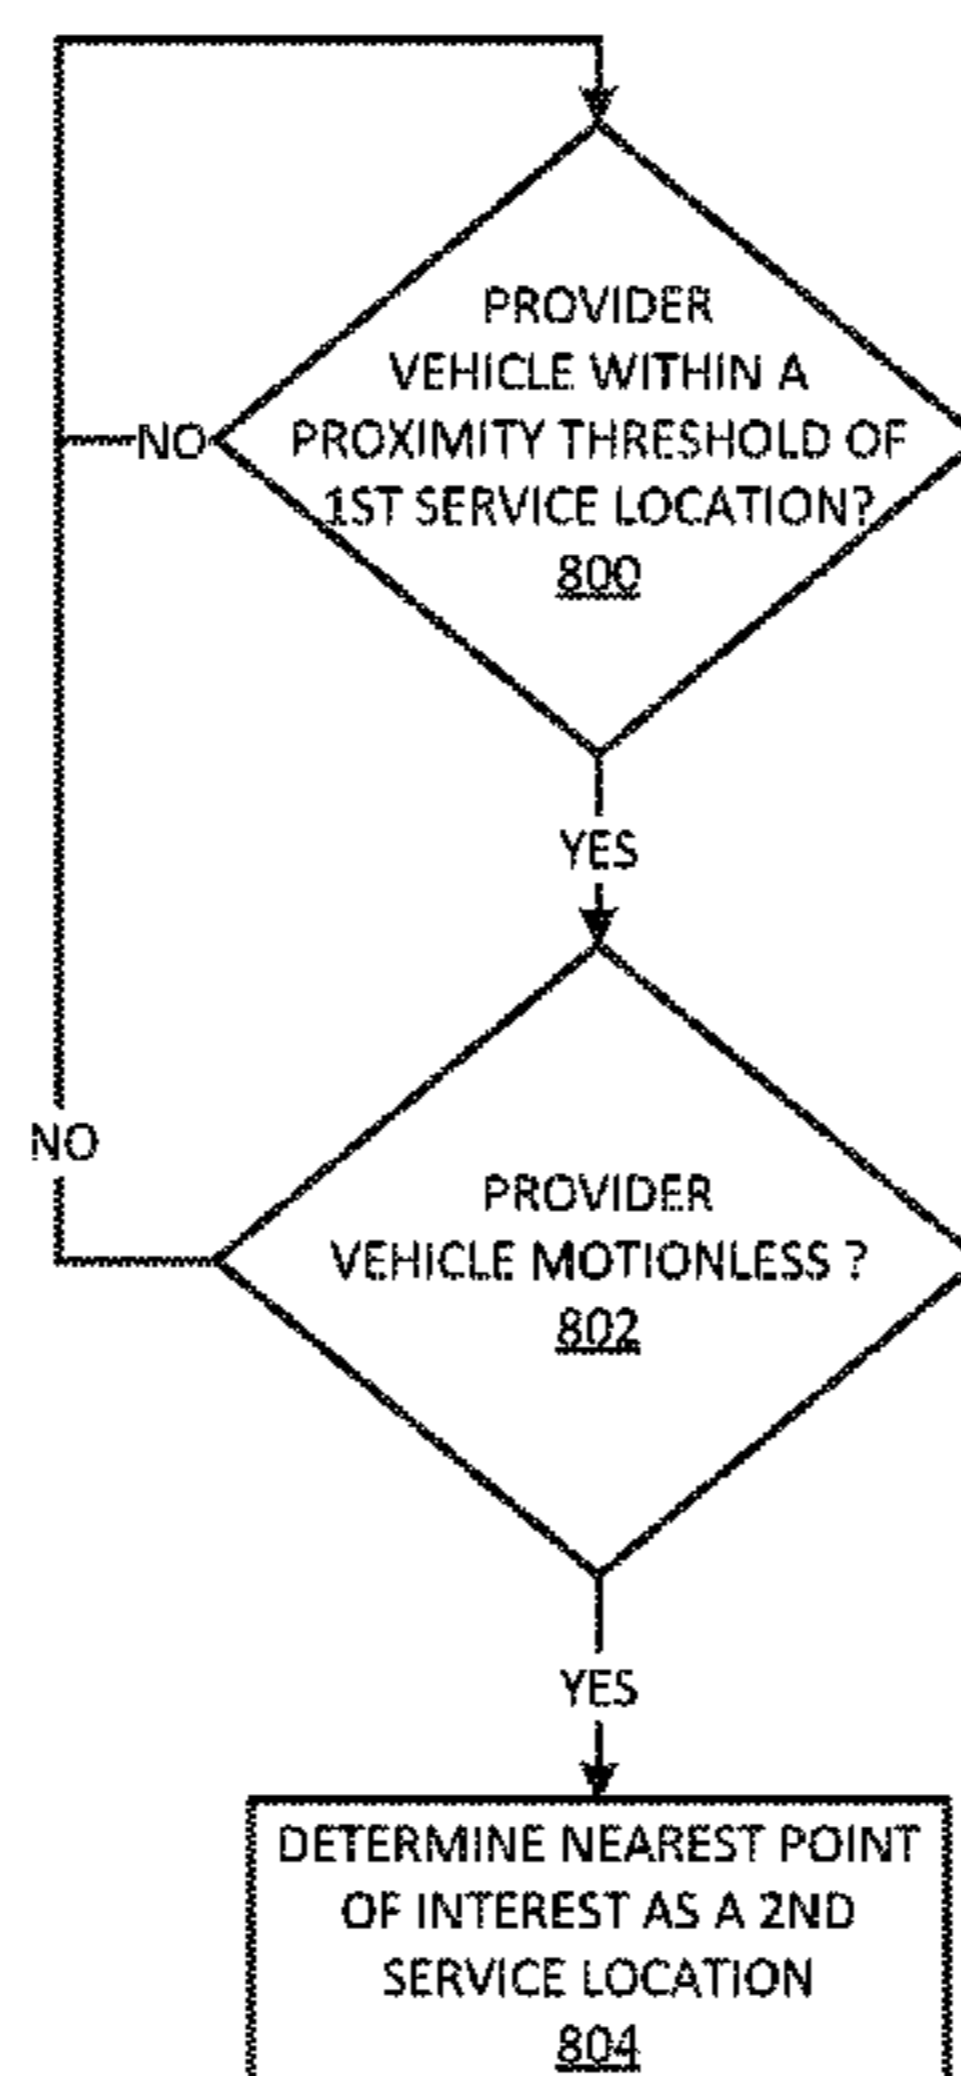 PROVIDER
VEHICLE WITHIN A
NO PROXIMITY THRESHOLD OF
1ST SERVICE LOCATION?
800
YES
NO
PROVIDER
VEHICLE MOTIONLESS ?
802
YES
DETERMINE NEAREST POINT
OF INTEREST AS A 2ND
SERVICE LOCATION
804